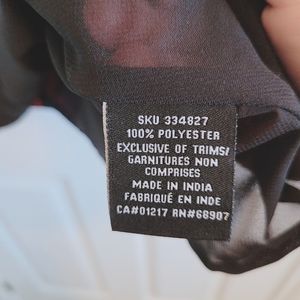 SKU 334827
100% POLYESTER
EXCLUSIVE OF TRIMS/
GARNITURES NON
COMPRISES
MADE IN INDIA
FABRIQUÉ EN INDE
CA#01217 RN#68907